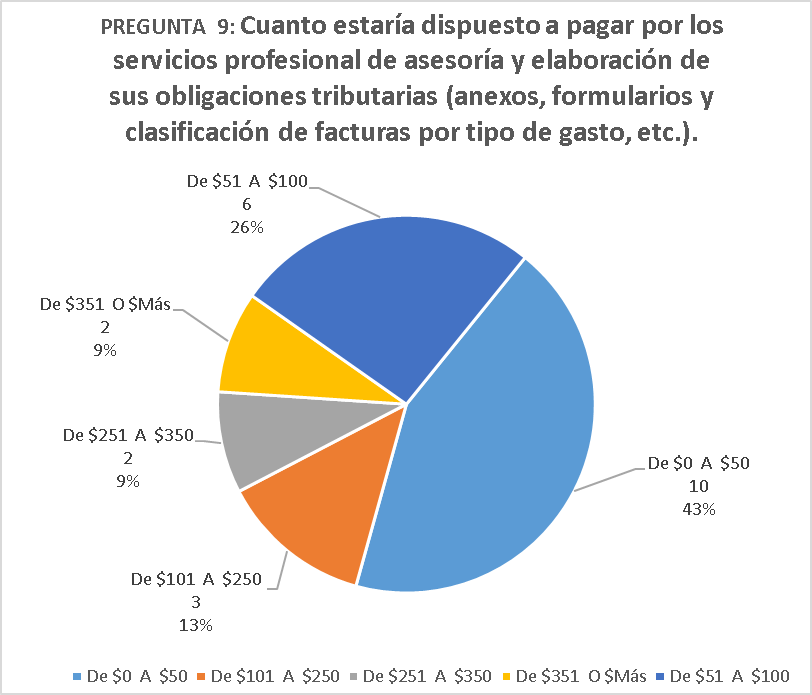 PREGUNTA 9: Cuanto estaría dispuesto a pagar por los
servicios profesional de asesoría y elaboración de
sus obligaciones tributarias (anexos, formularios y
clasificación de facturas por tipo de gasto, etc.).
De $51 A $100
6
26%
De $351 O $Más
2
9%
De $251 A $350
2
9%
De $0 A $50
10
43%
De $101 A $250
3
13%
De $0 A $50 De $101 A $250 De $251 A $350 De $351 O $Más De $51 A $100